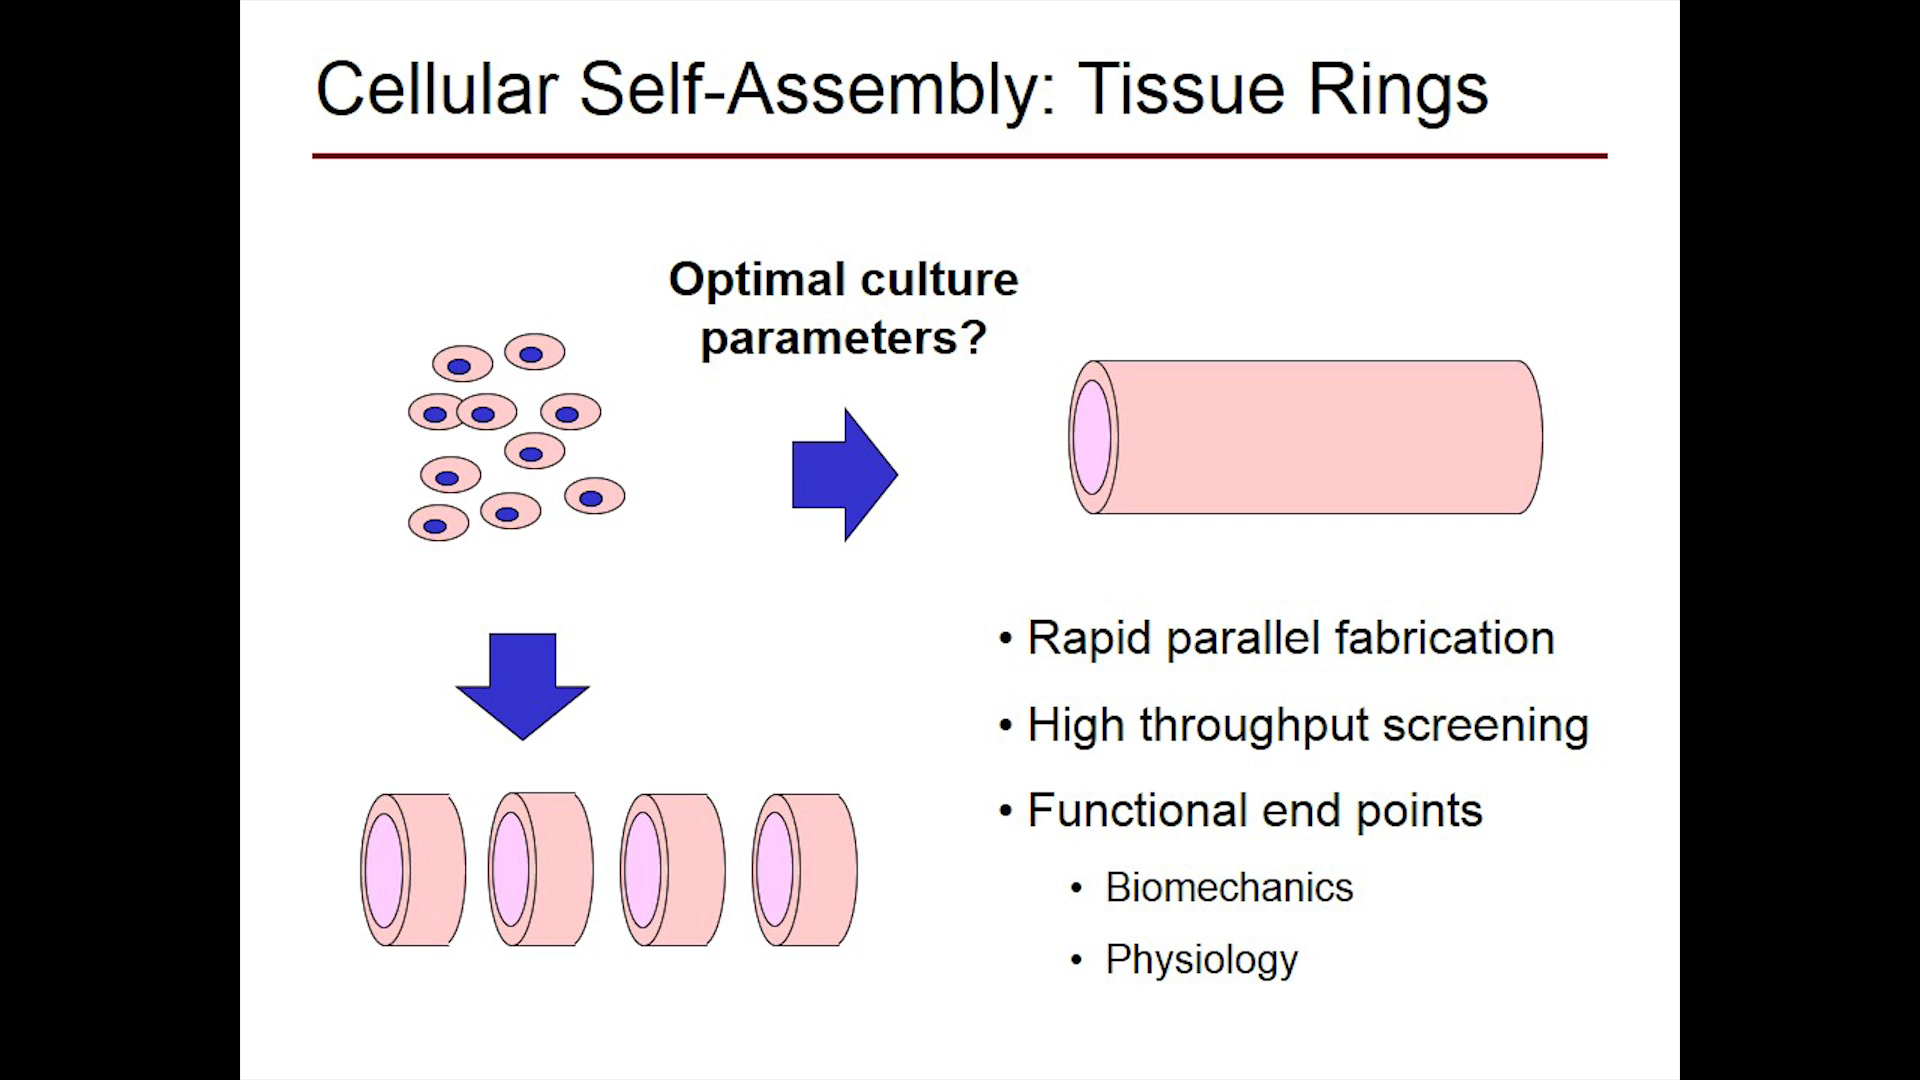 Cellular Self-Assembly: Tissue Rings
Optimal culture
parameters?
• Rapid parallel fabrication
• High throughput screening
• Functional end points
• Biomechanics
• Physiology